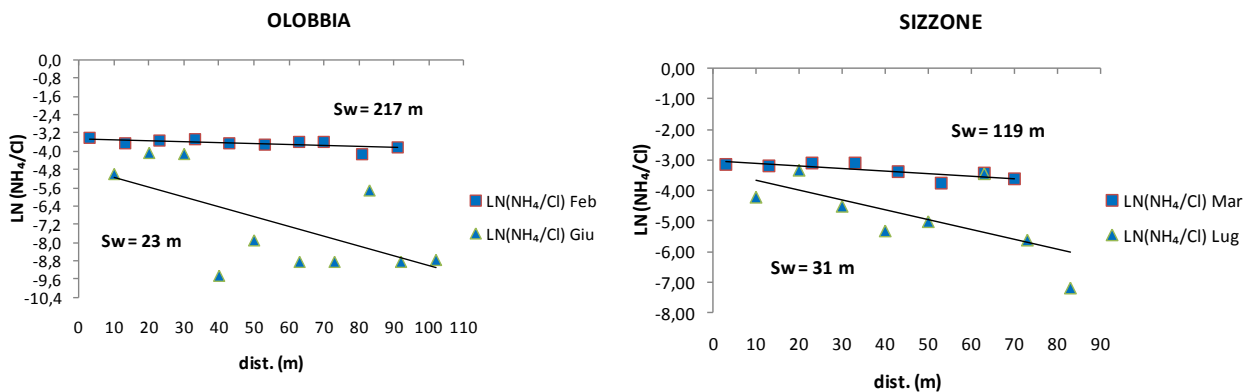 OLOBBIA
0,0
-0,8
-1,6
-2,4
-3,2
-4,0
-4,8
-5,6
-6,4
-7,2
-8,0
-8,8
-9,6
-10,4
LN (NH₄/Cl)
0 10 20 30 40 50 60 70 80 90 100 110
dist. (m)
Sw = 217 m
Sw = 23 m
LN(NH₄/Cl) Feb
LN(NH₄/Cl) Giu
SIZZONE
0,00
-1,00
-2,00
-3,00
-4,00
-5,00
-6,00
-7,00
-8,00
LN(NH₄/Cl)
0 10 20 30 40 50 60 70 80 90
dist. (m)
Sw = 119 m
Sw = 31 m
LN(NH₄/Cl) Mar
LN(NH₄/Cl) Lug